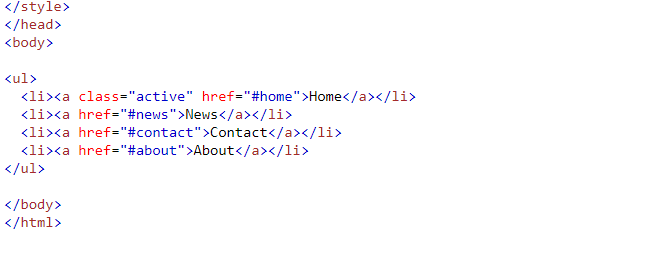 </style>
</head>
<body>
<ul>
<li><a class="active" href="#home">Home</a></li>
<li><a href="#news">News</a></li>
<li><a href="#contact">Contact</a></li>
<li><a href="#about">About</a></li>
</ul>
</body>
</html>